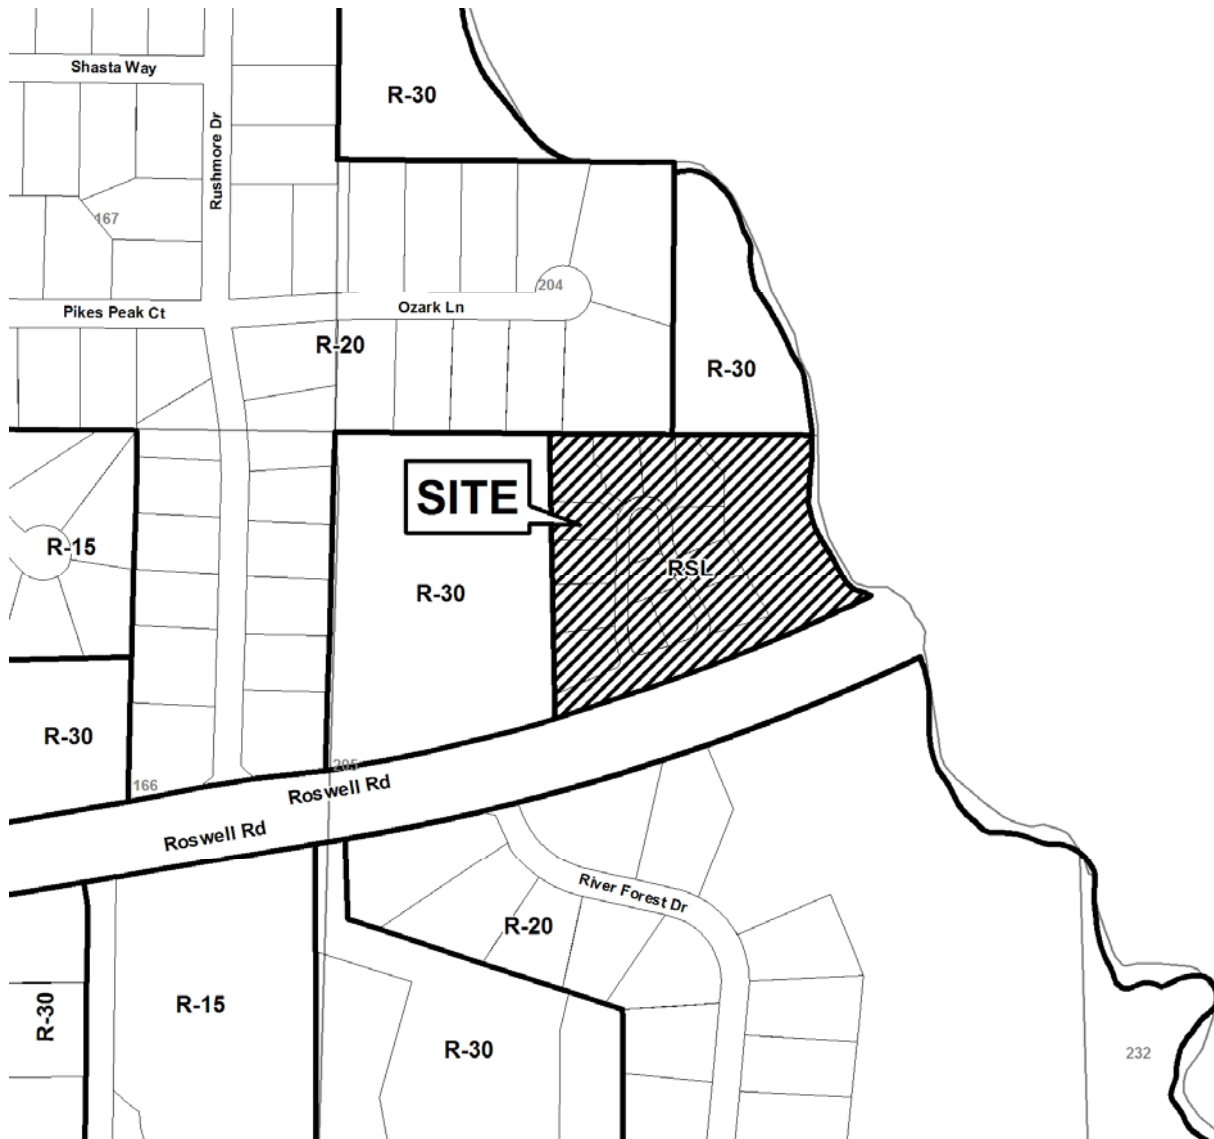 Shasta Way
R-30
Rushmore Dr
167
204
Pikes Peak Ct
Ozark Ln
R-20
R-30
SITE
R-15
RSL
R-30
R-30
205
166
Roswell Rd
Roswell Rd
River Forest Dr
R-20
R-30
R-15
R-30
232